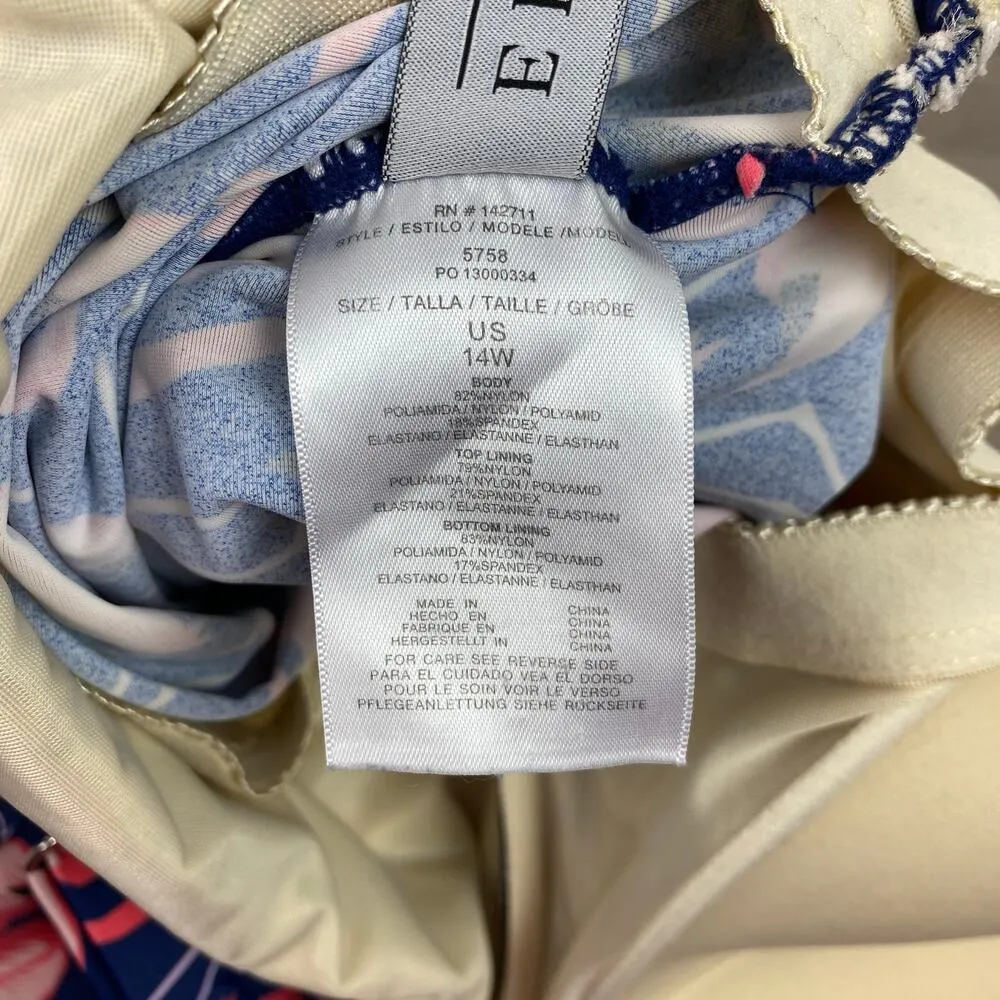 RN # 142711
STYLE / ESTILO / MODELE /MODELL
5758
PO 13000334
SIZE / TALLA / TAILLE / GRÖBE
US
14W
BODY
82%NYLON
POLIAMIDA / NYLON / POLYAMID
18%SPANDEX
ELASTANO / ELASTANNE / ELASTHAN
TOP LINING
79%NYLON
POLIAMIDA / NYLON / POLYAMID
21%SPANDEX
ELASTANO / ELASTANNE / ELASTHAN
BOTTOM LINING
83%NYLON
POLIAMIDA / NYLON / POLYAMID
17%SPANDEX
ELASTANO / ELASTANNE / ELASTHAN
MADE IN CHINA
HECHO EN CHINA
FABRIQUE EN CHINA
HERGESTELLT IN CHINA
FOR CARE SEE REVERSE SIDE
PARA EL CUIDADO VEA EL DORSO
POUR LE SOIN VOIR LE VERSO
PFLEGEANLETTUNG SIEHE RÜCKSEITE